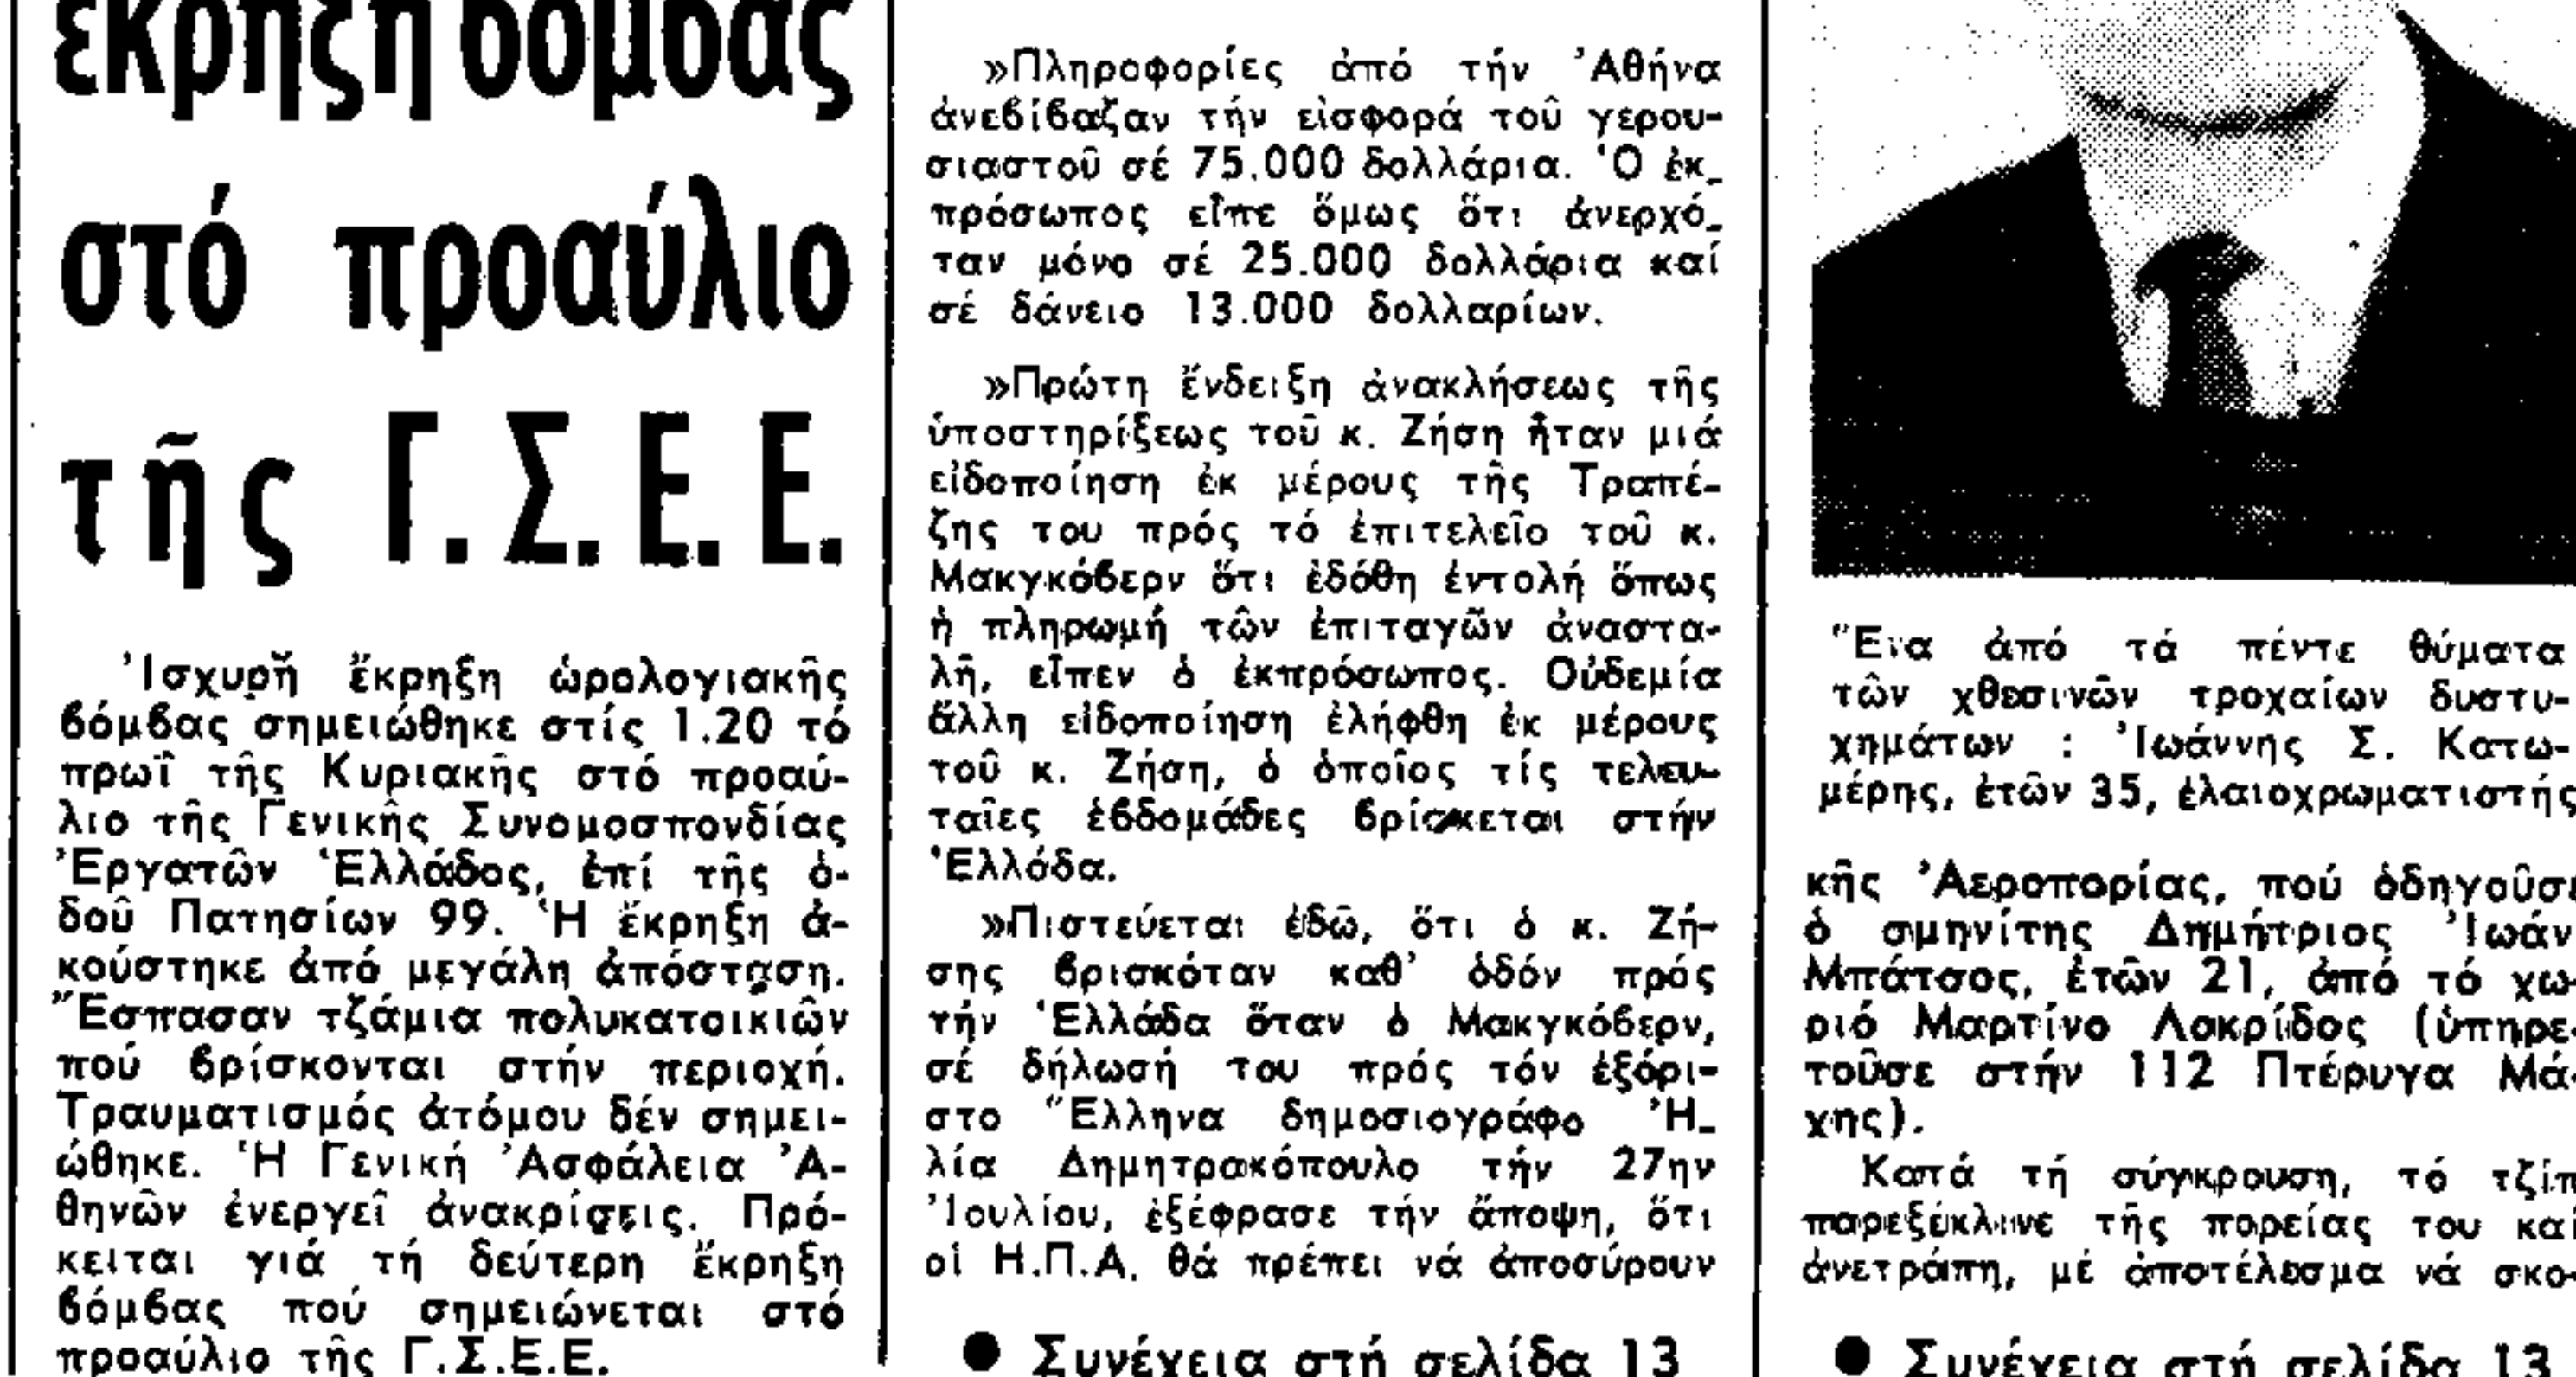 έκρηξη βόμβας
στό προαύλιο
τῆς Γ.Σ.Ε.Ε.
Ἰσχυρή ἔκρηξη ὡρολογιακῆς
βόμβας σημειώθηκε στίς 1.20 τό
πρωΐ τῆς Κυριακῆς στό προαύ-
λιο τῆς Γενικῆς Συνομοσπονδίας
Ἐργατῶν Ἑλλάδος, ἐπί τῆς ὁ-
δοῦ Πατησίων 99. Ἡ ἔκρηξη ἀ-
κούστηκε ἀπό μεγάλη ἀπόσταση.
Ἔσπασαν τζάμια πολυκατοικιῶν
πού βρίσκονται στήν περιοχή.
Τραυματισμός ἀτόμου δέν σημει-
ώθηκε. Ἡ Γενική Ἀσφάλεια Ἀ-
θηνῶν ἐνεργεῖ ἀνακρίσεις. Πρό-
κειται γιά τή δεύτερη ἔκρηξη
βόμβας πού σημειώνεται στό
προαύλιο τῆς Γ.Σ.Ε.Ε.
»Πληροφορίες ἀπό τήν Ἀθήνα
ἀνεβίβαζαν τήν εἰσφορά τοῦ γερου-
σιαστοῦ σέ 75.000 δολλάρια. Ὁ ἐκ-
πρόσωπος εἶπε ὅμως ὅτι ἀνερχό-
ταν μόνο σέ 25.000 δολλάρια καί
σέ δάνειο 13.000 δολλαρίων.
»Πρώτη ἔνδειξη ἀνακλήσεως τῆς
ὑποστηρίξεως τοῦ κ. Ζήση ἦταν μιά
εἰδοποίηση ἐκ μέρους τῆς Τραπέ-
ζης του πρός τό ἐπιτελεῖο τοῦ κ.
Μακγκόβερν ὅτι ἐδόθη ἐντολή ὅπως
ἡ πληρωμή τῶν ἐπιταγῶν ἀναστα-
λῆ, εἶπεν ὁ ἐκπρόσωπος. Οὐδεμία
ἄλλη εἰδοποίηση ἐλήφθη ἐκ μέρους
τοῦ κ. Ζήση, ὁ ὁποῖος τίς τελευ-
ταῖες ἑβδομάδες βρίσκεται στήν
Ἑλλάδα.
»Πιστεύεται ἐδῶ, ὅτι ὁ κ. Ζή-
σης βρισκόταν καθ' ὁδόν πρός
τήν Ἑλλάδα ὅταν ὁ Μακγκόβερν,
σέ δήλωσή του πρός τόν ἐξόρι-
στο Ἕλληνα δημοσιογράφο Ἠ-
λία Δημητρακόπουλο τήν 27ην
Ἰουλίου, ἐξέφρασε τήν ἄποψη, ὅτι
οἱ Η.Π.Α. θά πρέπει νά ἀποσύρουν
● Συνέχεια στή σελίδα 13
Ἕνα ἀπό τά πέντε θύματα
τῶν χθεσινῶν τροχαίων δυστυ-
χημάτων : Ἰωάννης Σ. Κατω-
μέρης, ἐτῶν 35, ἐλαιοχρωματιστής
κῆς Ἀεροπορίας, πού ὁδηγοῦσε
ὁ σμηνίτης Δημήτριος Ἰωάν
Μπάτσος, ἐτῶν 21, ἀπό τό χω-
ριό Μαρτίνο Λοκρίδος (ὑπηρε-
τοῦσε στήν 112 Πτέρυγα Μά-
χης).
Κατά τή σύγκρουση, τό τζίπ
παρεξέκλινε τῆς πορείας του καί
ἀνετράπη, μέ ἀποτέλεσμα νά σκο-
● Συνέχεια στή σελίδα 13